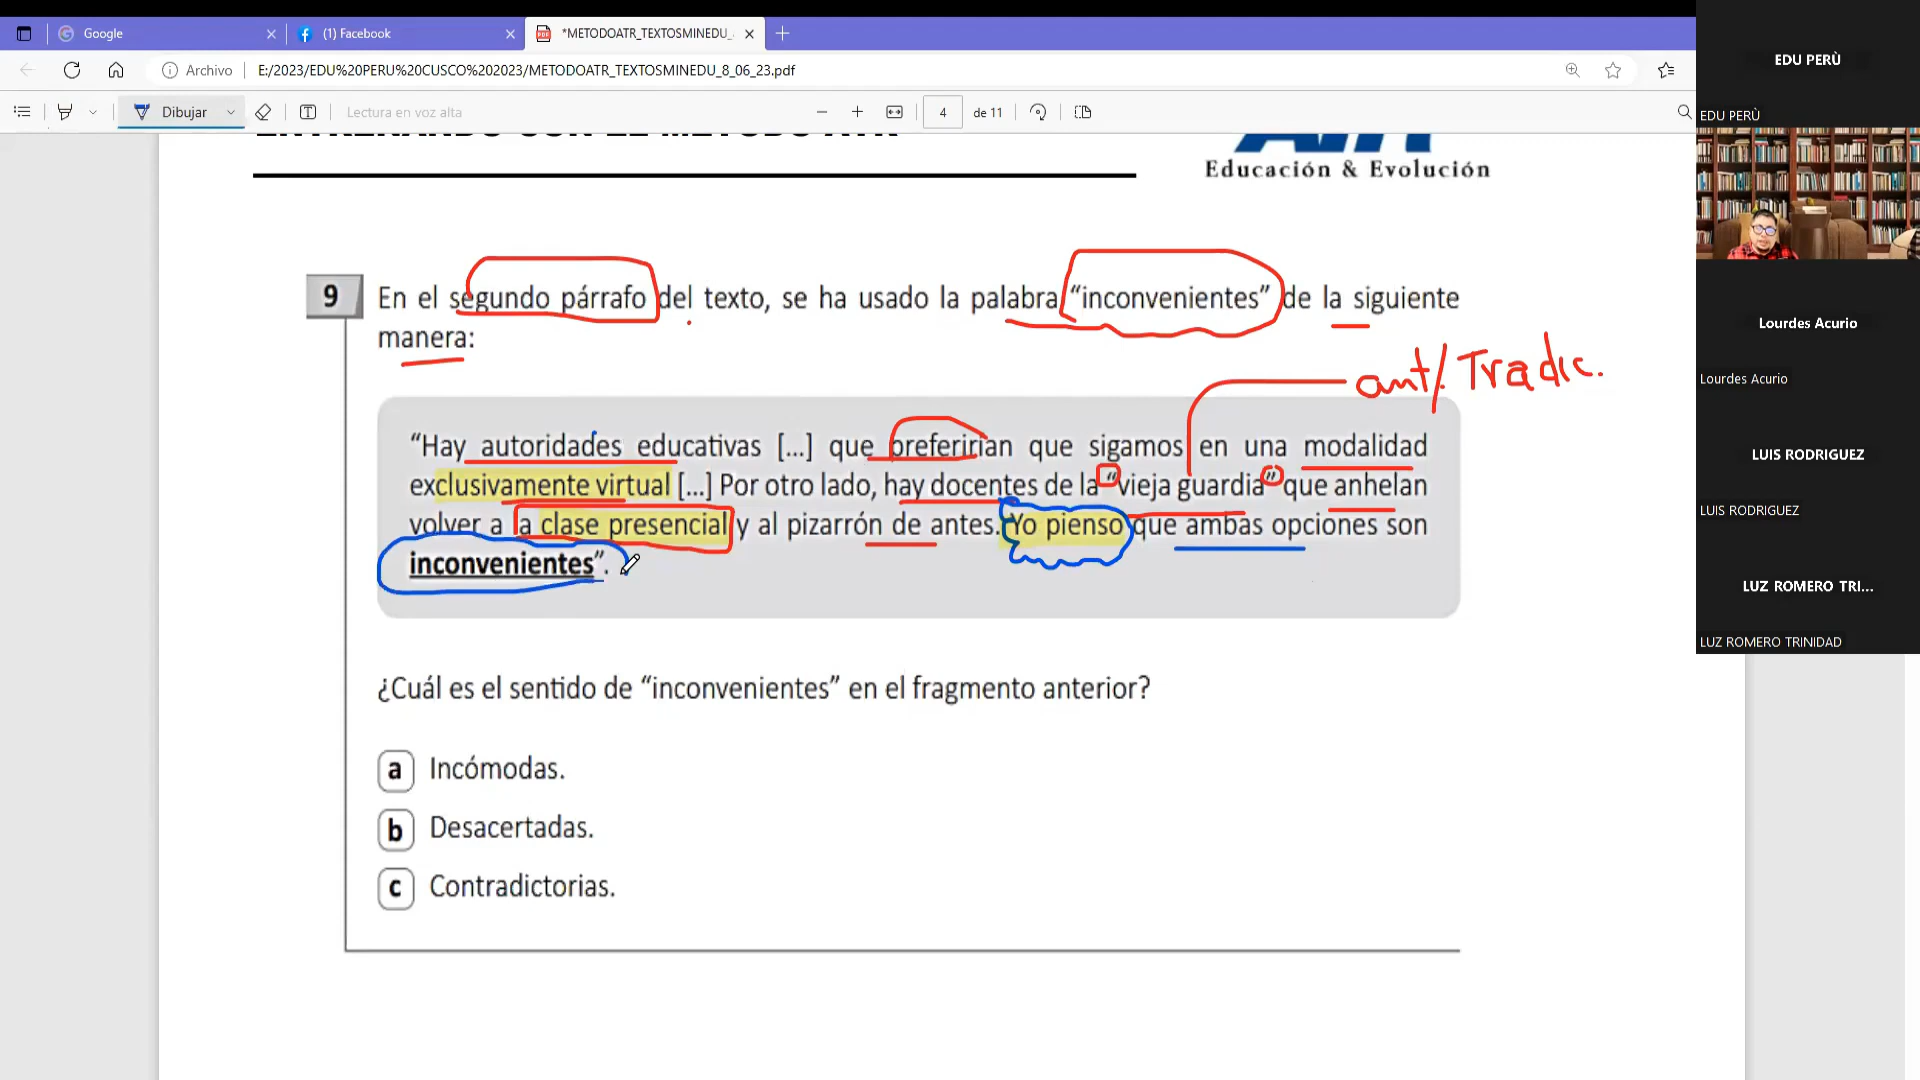 Google
(1) Facebook
*METODOATR_TEXTOSMINEDU_
Archivo
E:/2023/EDU%20PERU%20CUSCO%202023/METODOATR_TEXTOSMINEDU_8_06_23.pdf
Dibujar
Lectura en voz alta
4
de 11
ENTRENANDO CON EL METODO ATR
Educación & Evolución
9
En el segundo párrafo del texto, se ha usado la palabra “inconvenientes” de la siguiente
manera:
ant/. Tradic.
“Hay autoridades educativas [...] que preferirían que sigamos en una modalidad
exclusivamente virtual [...] Por otro lado, hay docentes de la “vieja guardia” que anhelan
volver a la clase presencial y al pizarrón de antes. Yo pienso que ambas opciones son
inconvenientes”.
¿Cuál es el sentido de “inconvenientes” en el fragmento anterior?
a Incómodas.
b Desacertadas.
c Contradictorias.
EDU PERÙ
EDU PERÙ
Lourdes Acurio
Lourdes Acurio
LUIS RODRIGUEZ
LUIS RODRIGUEZ
LUZ ROMERO TRI...
LUZ ROMERO TRINIDAD